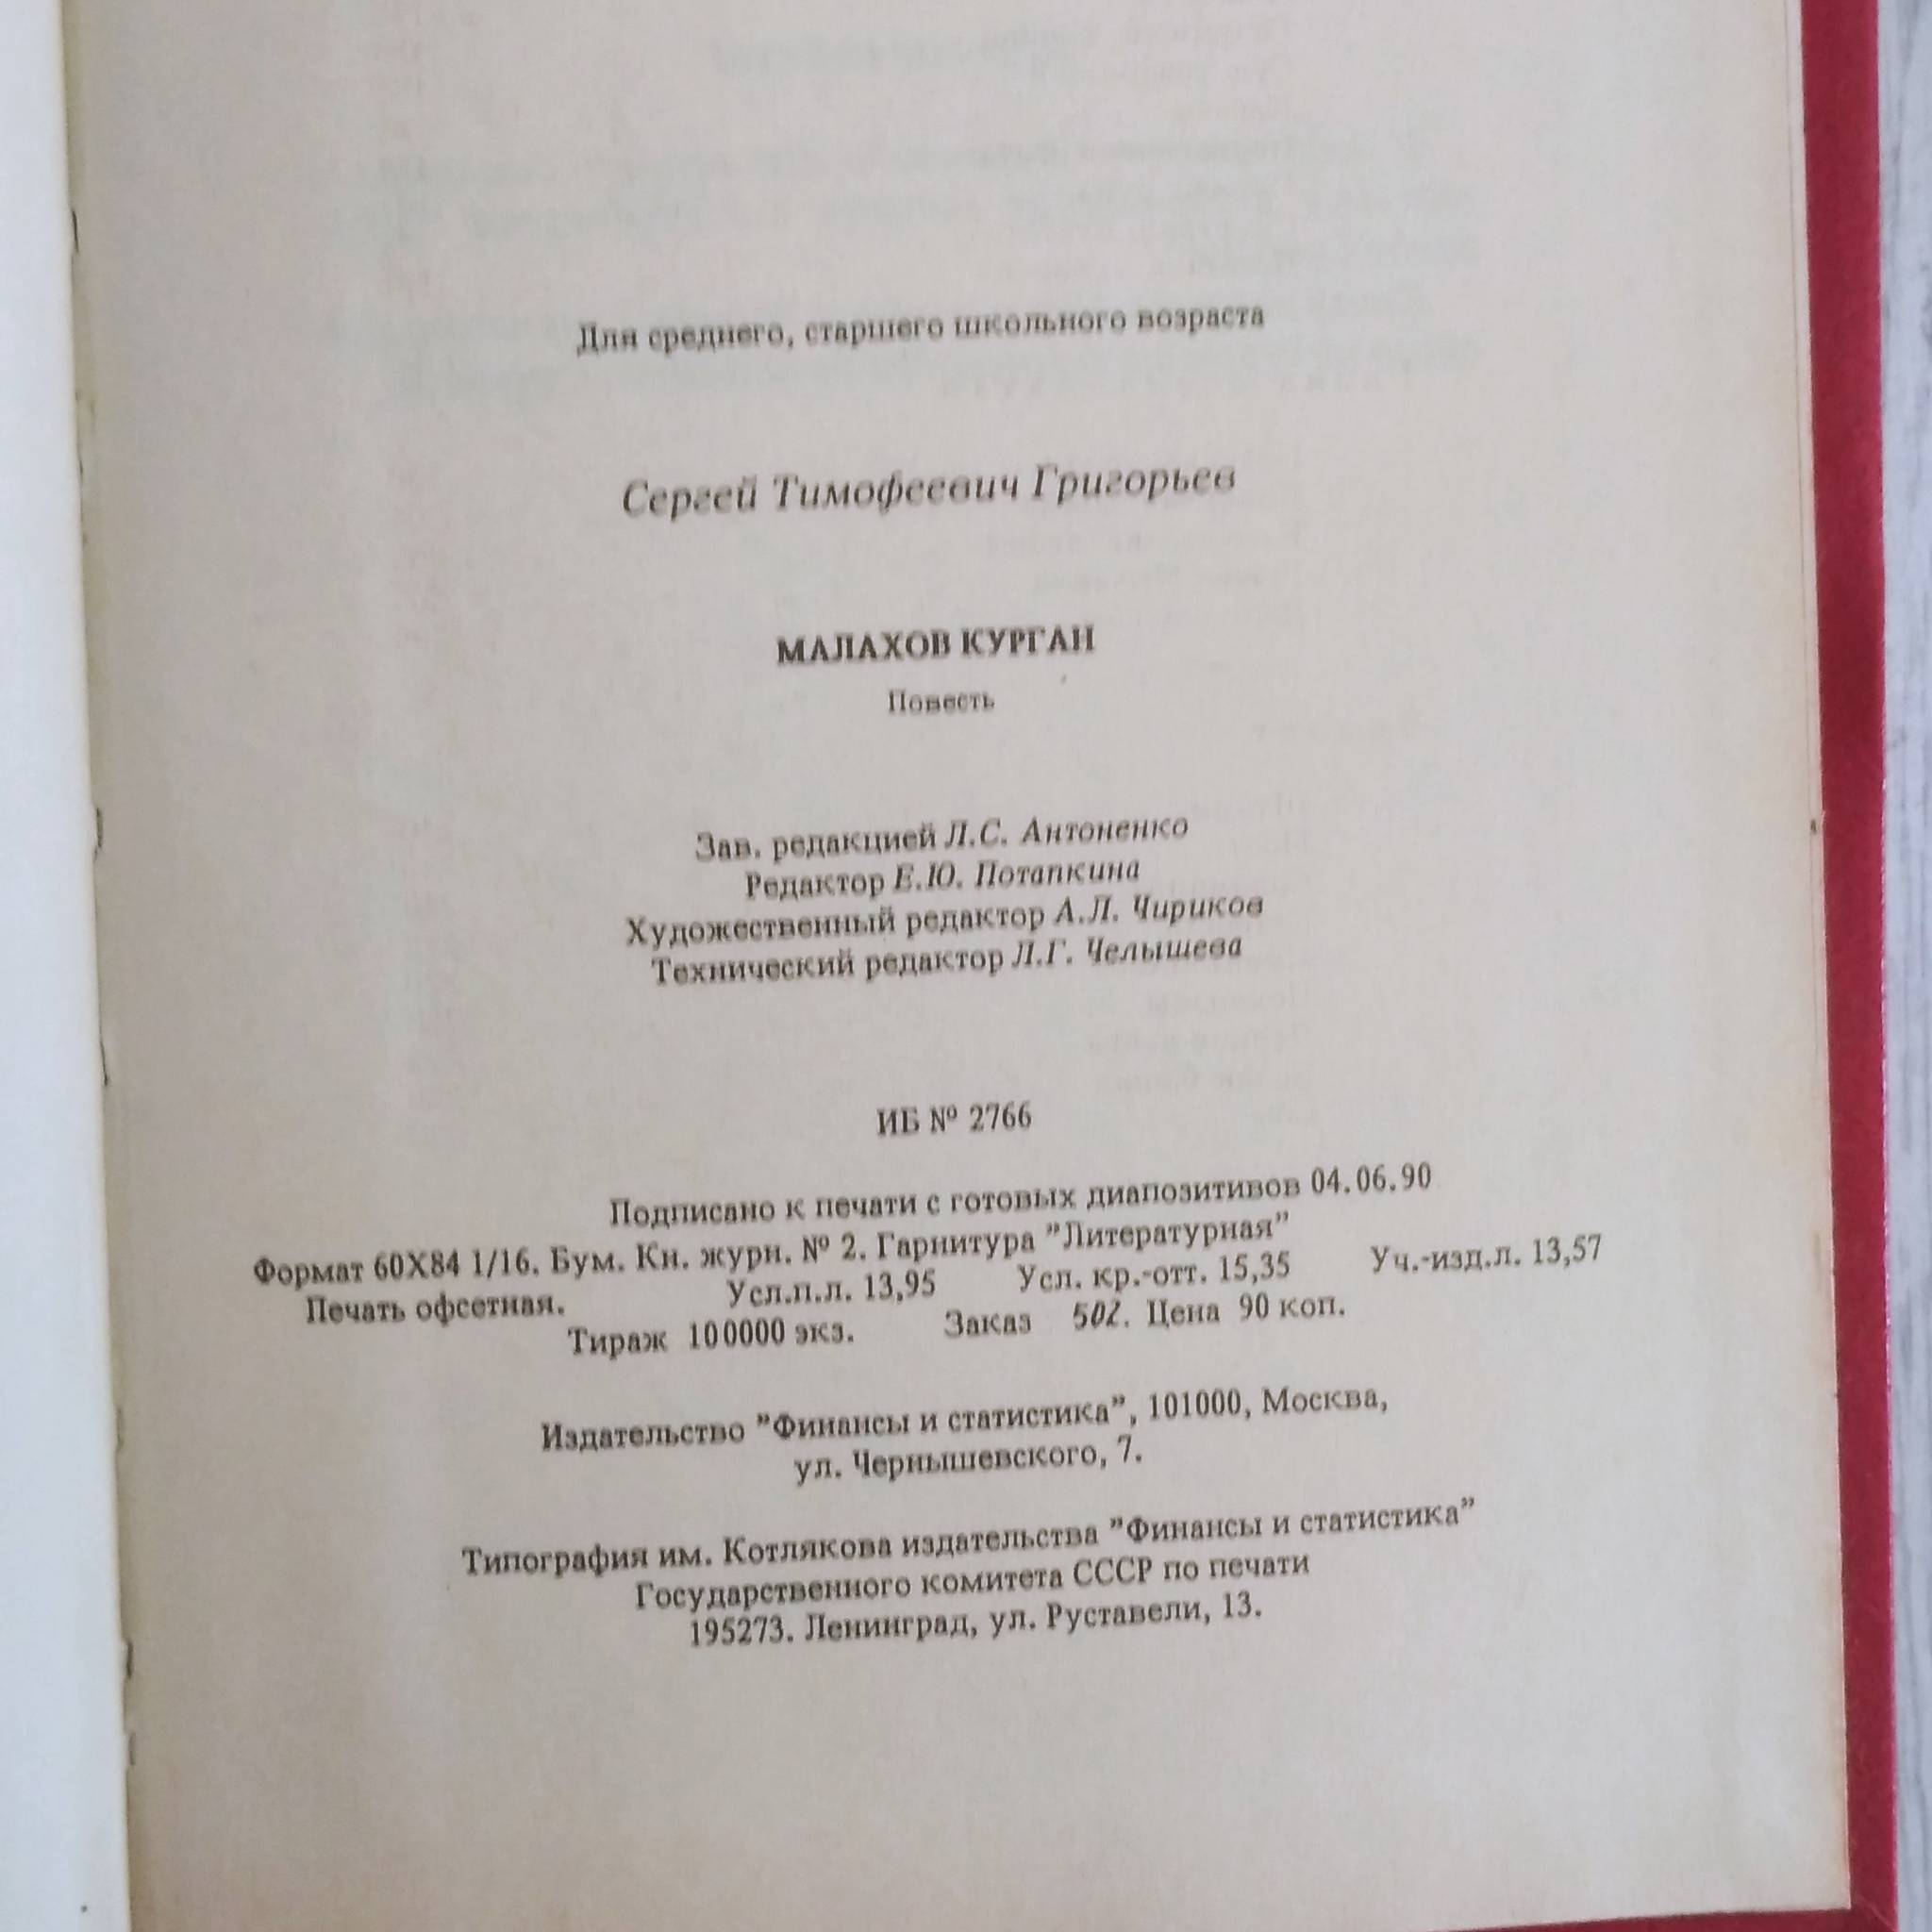 Для среднего, старшего школьного возраста
Сергей Тимофеевич Григорьев
МАЛАХОВ КУРГАН
Повесть
Зав. редакцией Л.С. Антоненко
Редактор Е.Ю. Потапкина
Художественный редактор А.Л. Чириков
Технический редактор Л.Г. Челышева
ИБ № 2766
Подписано к печати с готовых диапозитивов 04.06.90
Формат 60X84 1/16. Бум. Кн. журн. № 2. Гарнитура ”Литературная”
Печать офсетная. Усл.п.л. 13,95 Усл. кр.-отт. 15,35 Уч.-изд.л. 13,57
Тираж 100000 экз. Заказ 502. Цена 90 коп.
Издательство ”Финансы и статистика”, 101000, Москва,
ул. Чернышевского, 7.
Типография им. Котлякова издательства ”Финансы и статистика”
Государственного комитета СССР по печати
195273. Ленинград, ул. Руставели, 13.